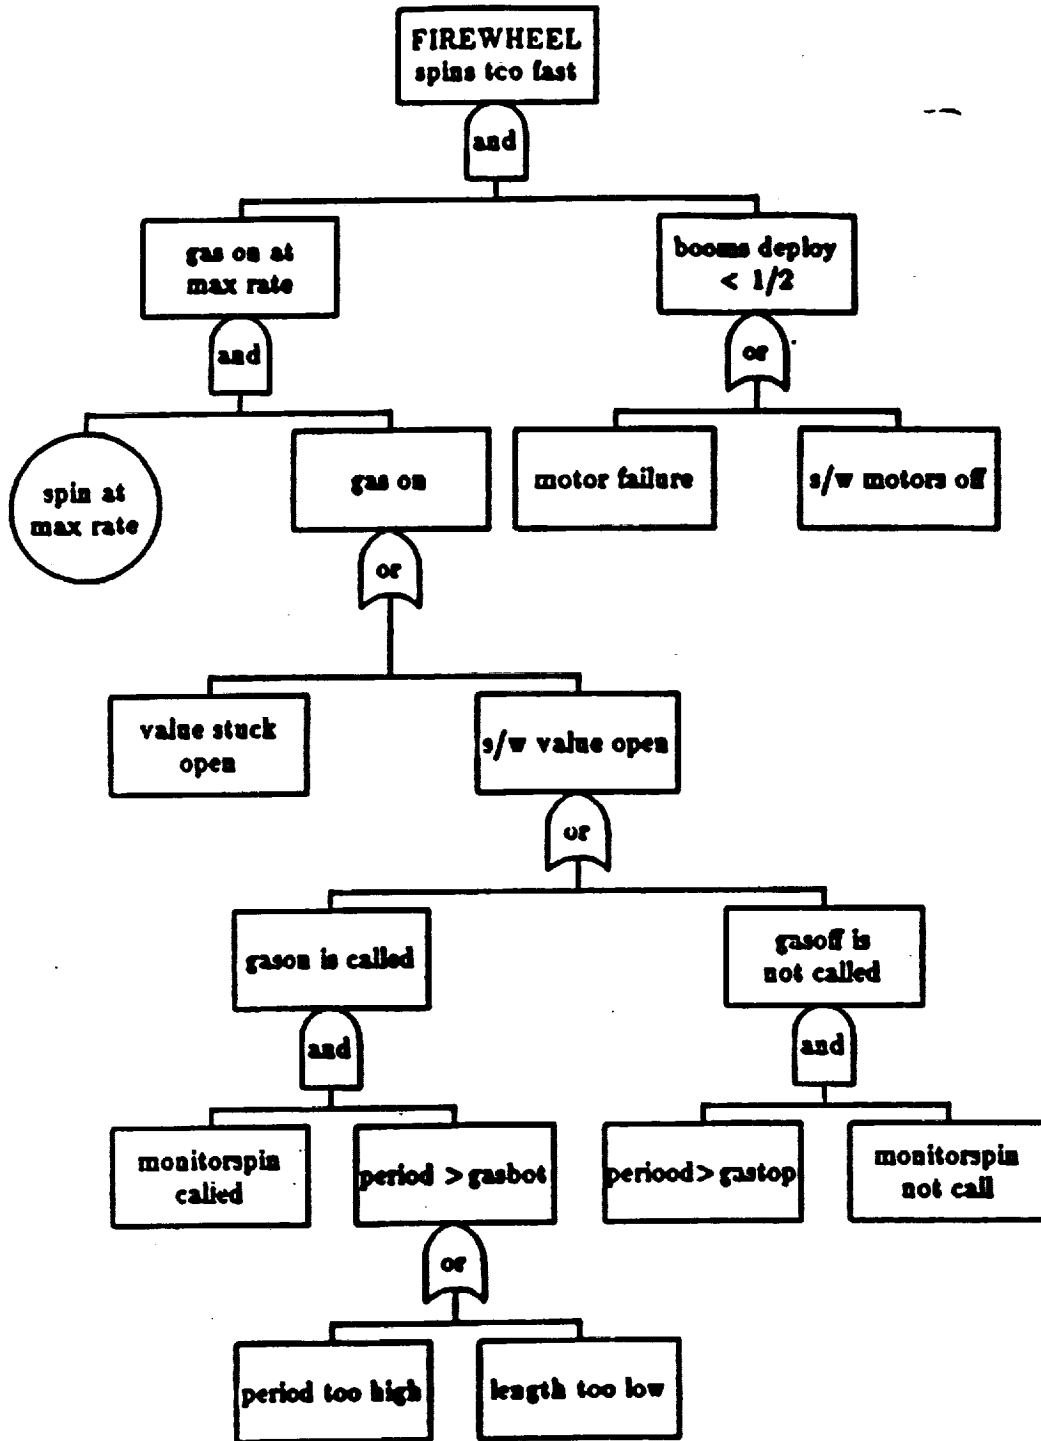 FIREWHEEL
spins too fast
and
gas on at
max rate
booms deploy
< 1/2
and
or
spin at
max rate
gas on
motor failure
s/w motors off
or
value stuck
open
s/w value open
or
gason is called
gasoff is
not called
and
and
monitorspin
called
period > gasbot
periood > gastop
monitorspin
not call
or
period too high
length too low